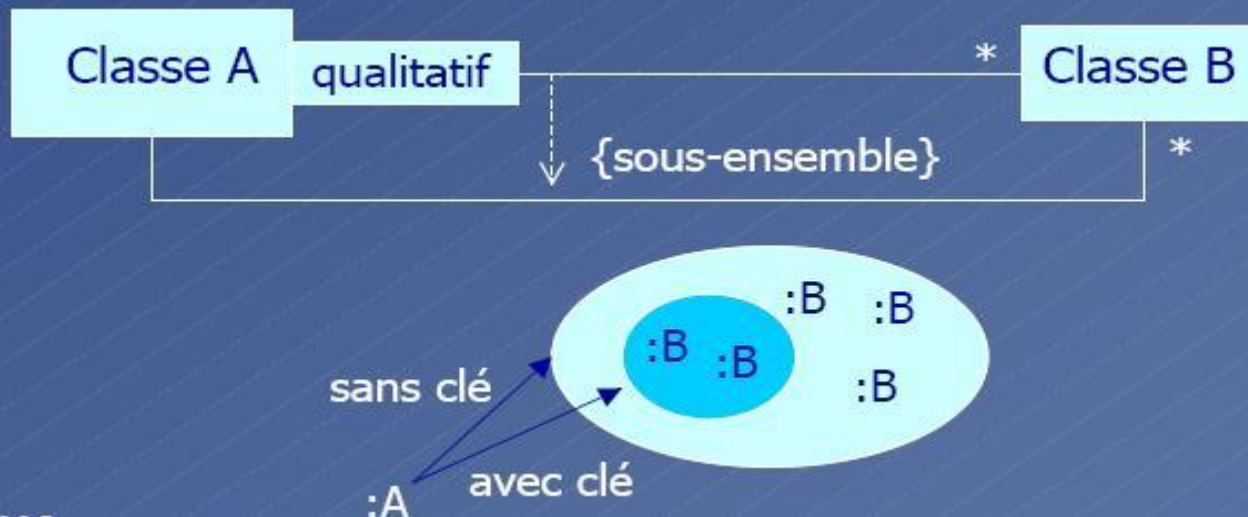 Classe A
qualitatif
*
Classe B
{sous-ensemble}
*
:B
:B
:B
:B
:B
sans clé
avec clé
:A